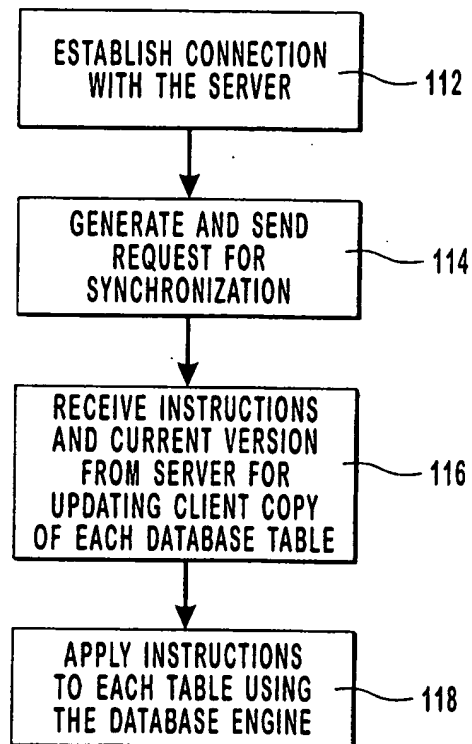 ESTABLISH CONNECTION
WITH THE SERVER
112
GENERATE AND SEND
REQUEST FOR
SYNCHRONIZATION
114
RECEIVE INSTRUCTIONS
AND CURRENT VERSION
FROM SERVER FOR
UPDATING CLIENT COPY
OF EACH DATABASE TABLE
116
APPLY INSTRUCTIONS
TO EACH TABLE USING
THE DATABASE ENGINE
118